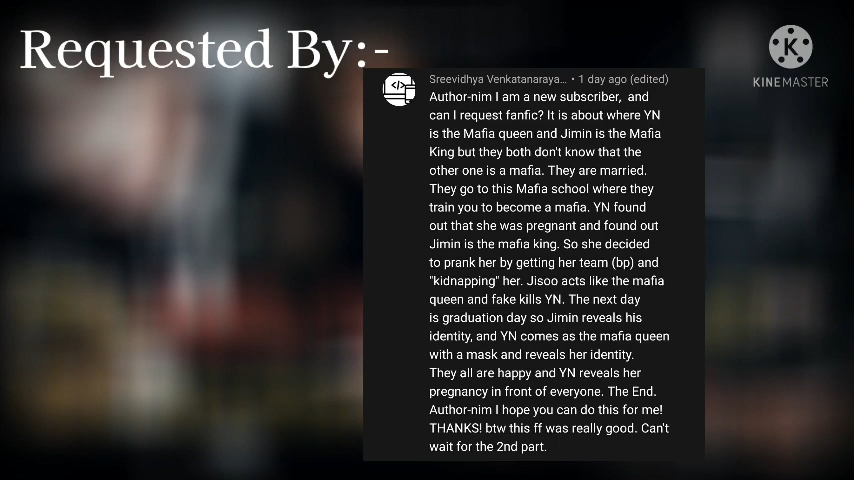 Requested By:-
K
KINEMASTER
Sreevidhya Venkatanaraya... • 1 day ago (edited)
Author-nim I am a new subscriber, and
can I request fanfic? It is about where YN
is the Mafia queen and Jimin is the Mafia
King but they both don't know that the
other one is a mafia. They are married.
They go to this Mafia school where they
train you to become a mafia. YN found
out that she was pregnant and found out
Jimin is the mafia king. So she decided
to prank her by getting her team (bp) and
"kidnapping" her. Jisoo acts like the mafia
queen and fake kills YN. The next day
is graduation day so Jimin reveals his
identity, and YN comes as the mafia queen
with a mask and reveals her identity.
They all are happy and YN reveals her
pregnancy in front of everyone. The End.
Author-nim I hope you can do this for me!
THANKS! btw this ff was really good. Can't
wait for the 2nd part.